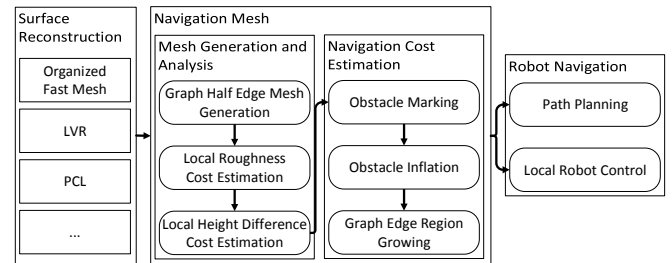 Surface
Reconstruction
Organized
Fast Mesh
LVR
PCL
...
Navigation Mesh
Mesh Generation and
Analysis
Graph Half Edge Mesh
Generation
Local Roughness
Cost Estimation
Local Height Difference
Cost Estimation
Navigation Cost
Estimation
Obstacle Marking
Obstacle Inflation
Graph Edge Region
Growing
Robot Navigation
Path Planning
Local Robot Control